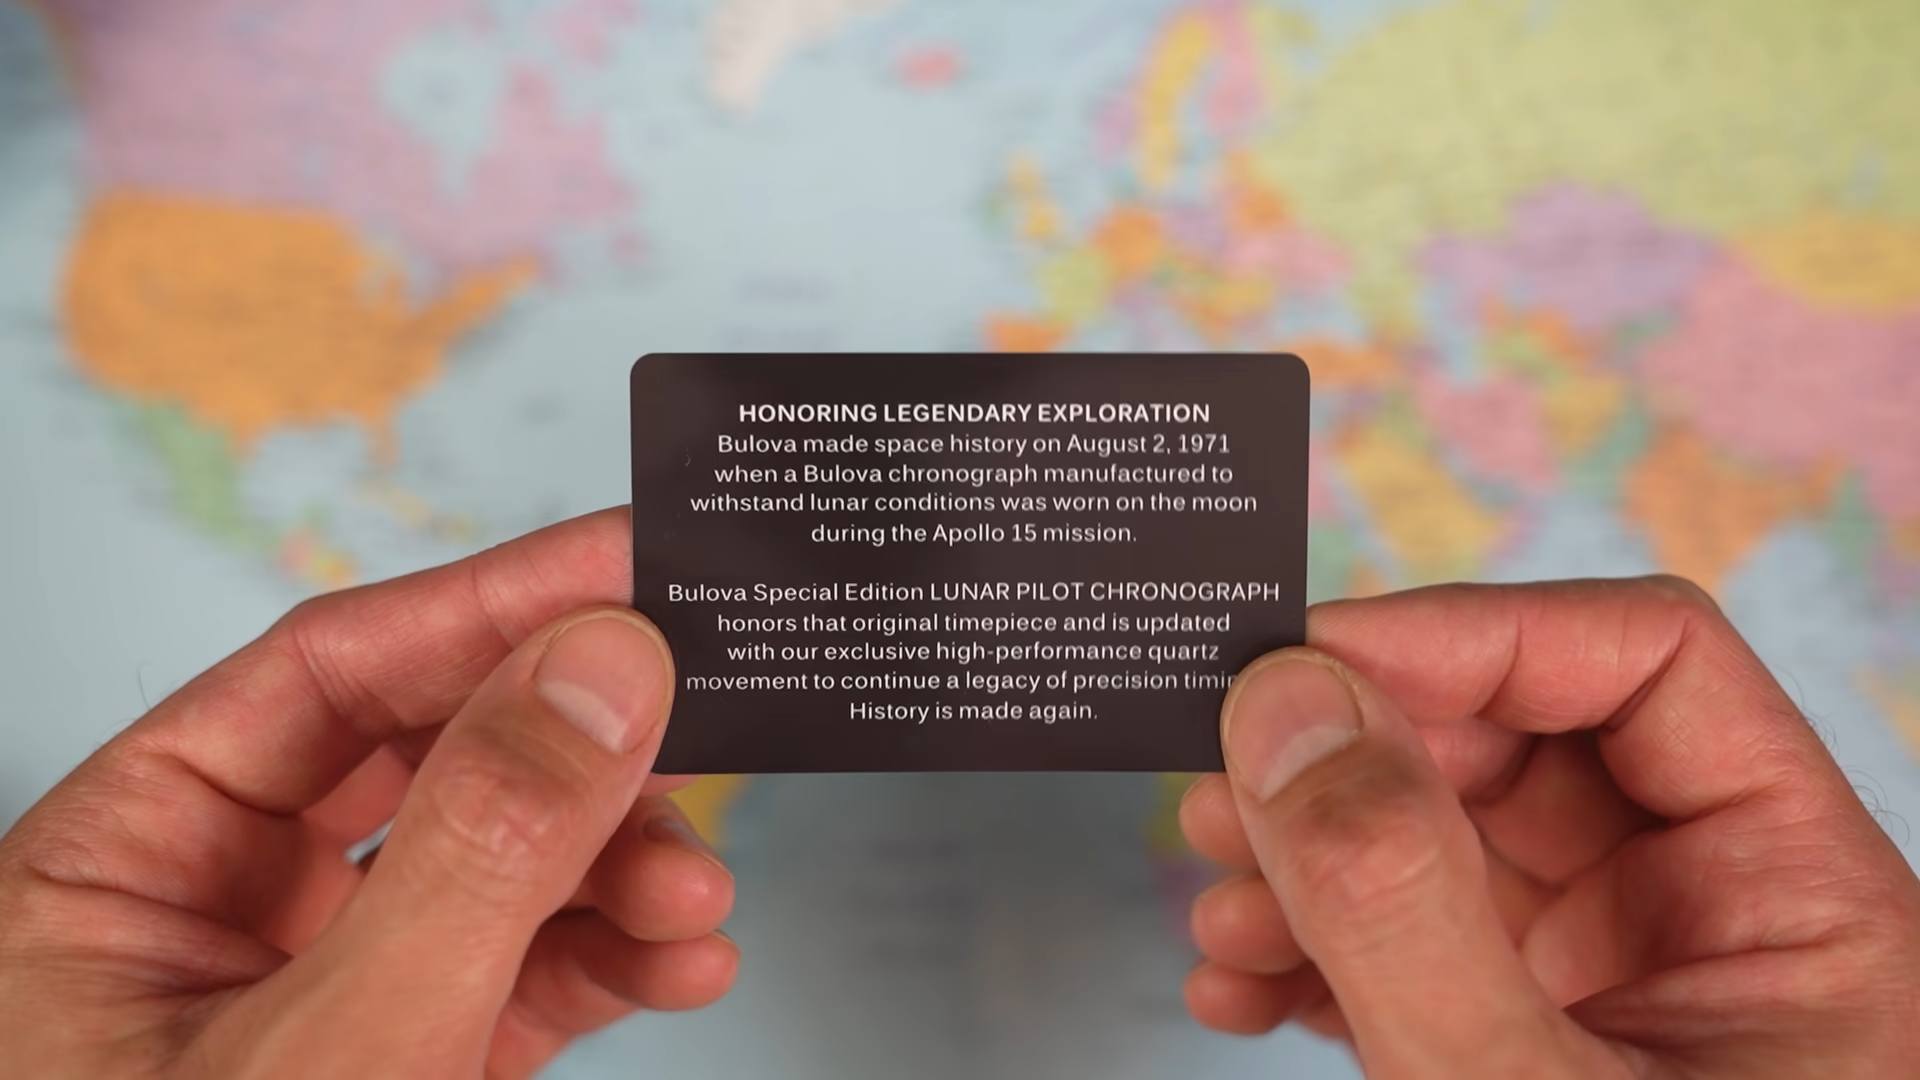 HONORING LEGENDARY EXPLORATION
Bulova made space history on August 2, 1971
when a Bulova chronograph manufactured to
withstand lunar conditions was worn on the moon
during the Apollo 15 mission.
Bulova Special Edition LUNAR PILOT CHRONOGRAPH
honors that original timepiece and is updated
with our exclusive high-performance quartz
movement to continue a legacy of precision
History is made again.